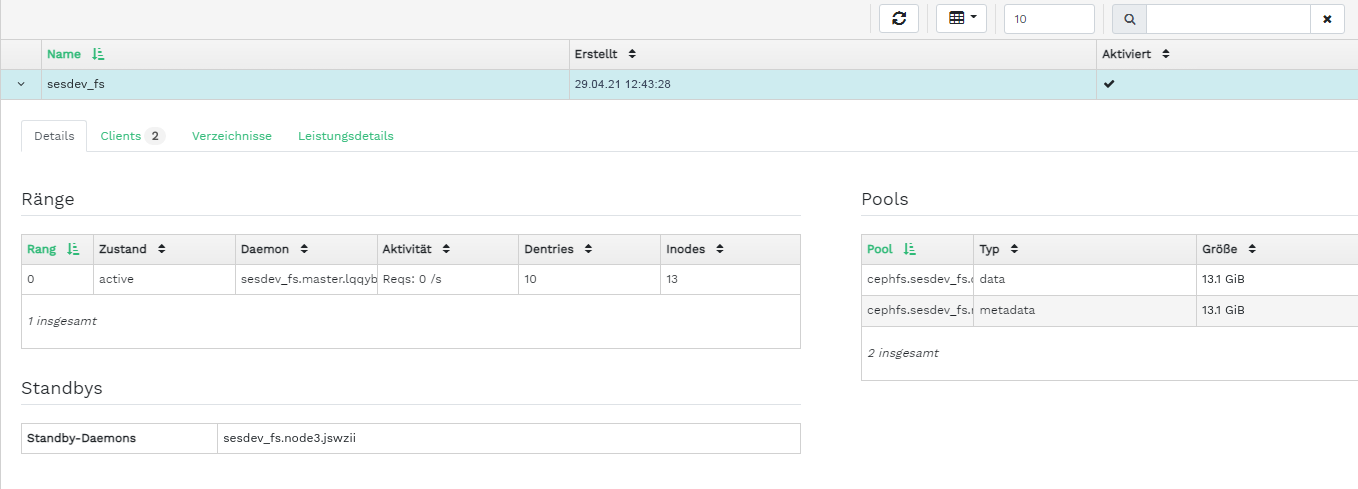 10
Name Erstellt Aktiviert
sesdev_fs 29.04.21 12:43:28
Details Clients 2 Verzeichnisse Leistungsdetails
Ränge
Rang Zustand Daemon Aktivität Dentries Inodes
0 active sesdev_fs.master.lqqyb Reqs: 0 /s 10 13
1 insgesamt
Standbys
Standby-Daemons sesdev_fs.node3.jswzii
Pools
Pool Typ Größe
cephfs.sesdev_fs. data 13.1 GiB
cephfs.sesdev_fs. metadata 13.1 GiB
2 insgesamt